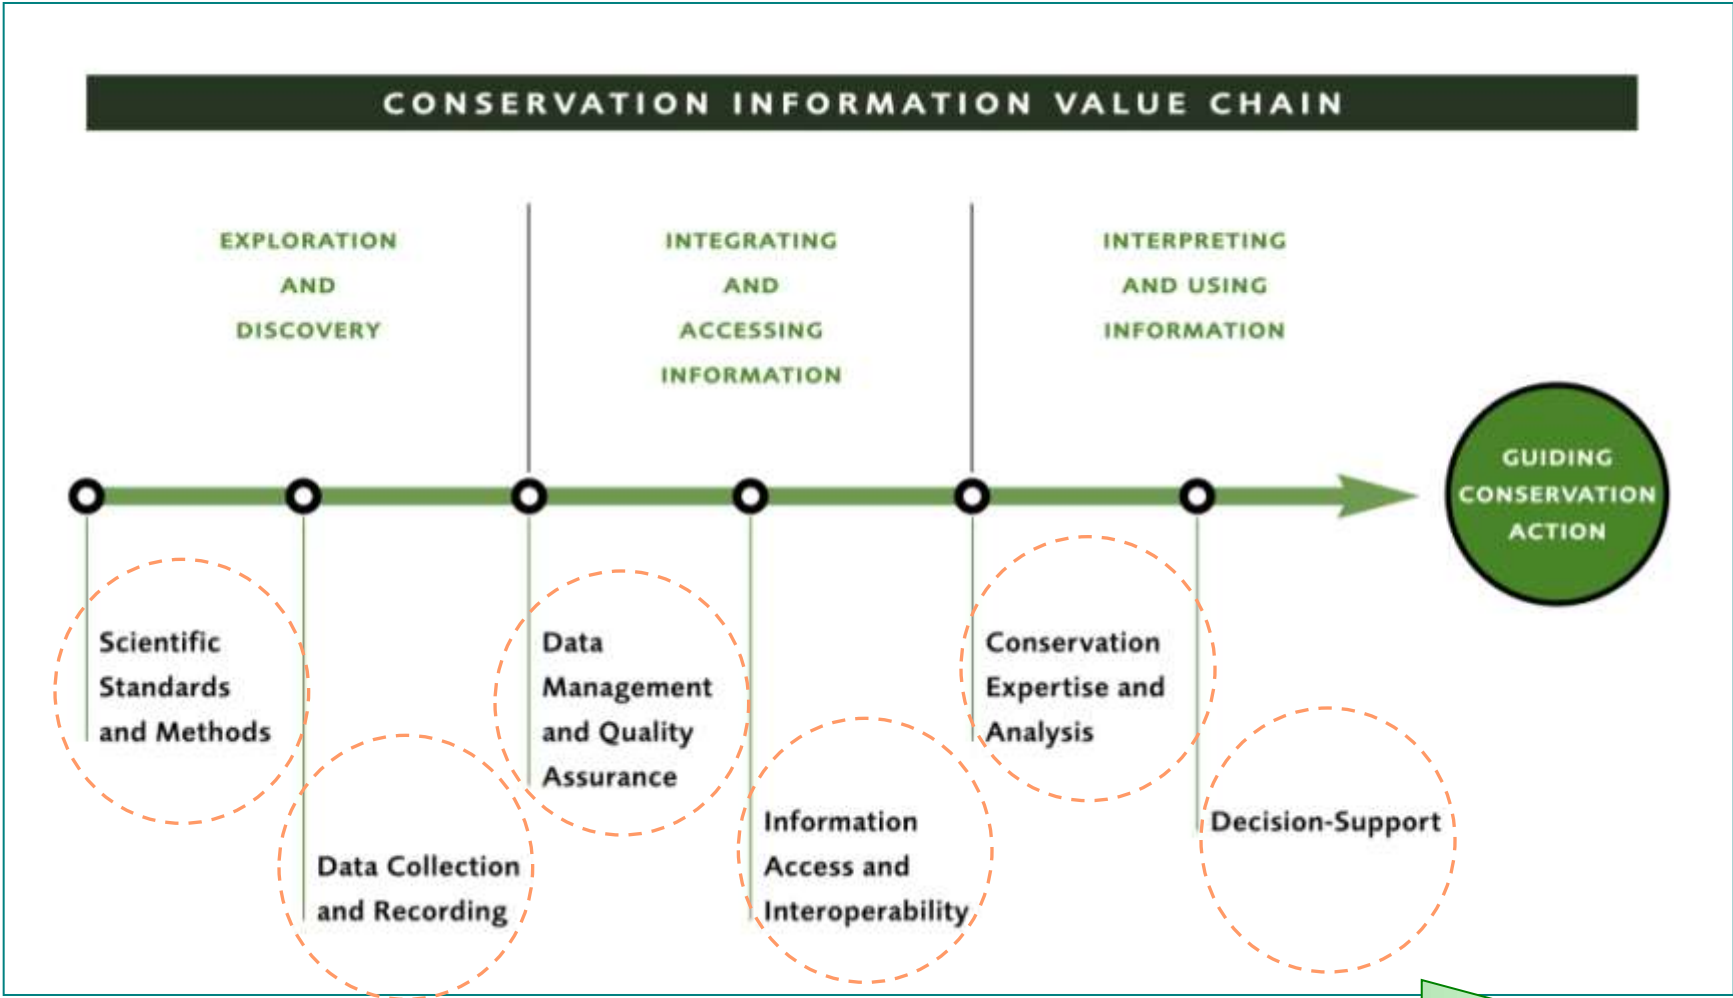 CONSERVATION INFORMATION VALUE CHAIN
EXPLORATION
AND
DISCOVERY
INTEGRATING
AND
ACCESSING
INFORMATION
INTERPRETING
AND USING
INFORMATION
GUIDING
CONSERVATION
ACTION
Scientific
Standards
and Methods
Data Collection
and Recording
Data
Management
and Quality
Assurance
Information
Access and
Interoperability
Conservation
Expertise and
Analysis
Decision-Support